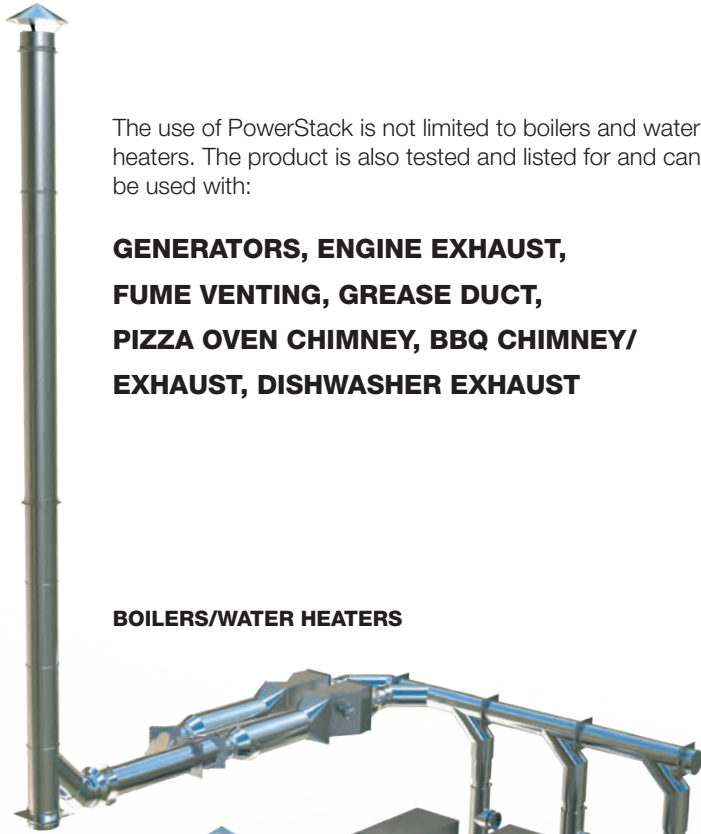 The use of PowerStack is not limited to boilers and water
heaters. The product is also tested and listed for and can
be used with:
GENERATORS, ENGINE EXHAUST,
FUME VENTING, GREASE DUCT,
PIZZA OVEN CHIMNEY, BBQ CHIMNEY/
EXHAUST, DISHWASHER EXHAUST
BOILERS/WATER HEATERS